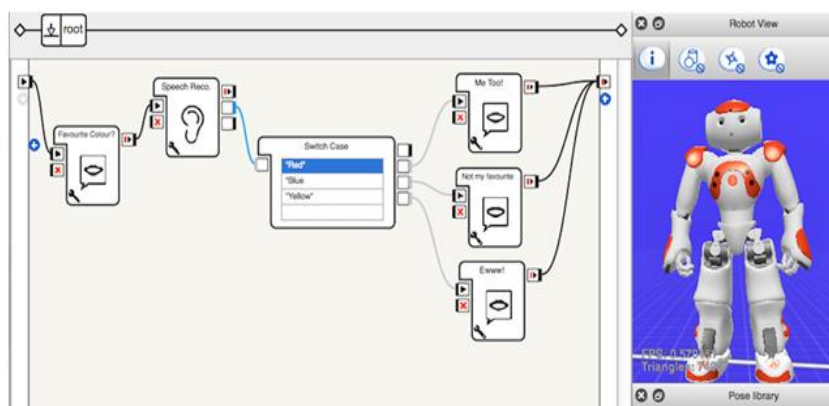 root
Robot View
Speech Reco.
Me Too!
Favourite Colour?
Switch Case
"Red"
"Blue
"Yellow"
Not my favourite
Ewww!
Triangles:
Pose library